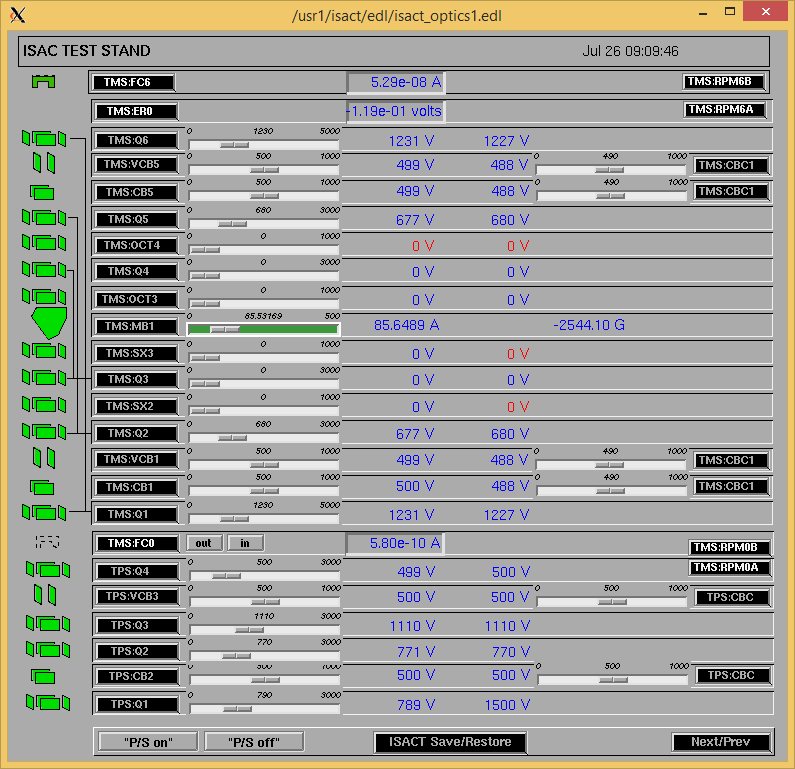 /usr1/isact/edl/isact_optics1.edl
ISAC TEST STAND Jul 26 09:09:46
TMS:FC6 5.29e-08 A TMS:RPM6B
TMS:ER0 -1.19e-01 volts TMS:RPM6A
TMS:Q6 0 1230 5000 1231 V 1227 V
TMS:VCB5 0 500 1000 499 V 488 V 0 490 1000 TMS:CBC1
TMS:CB5 0 500 1000 499 V 488 V 0 490 1000 TMS:CBC1
TMS:Q5 0 680 3000 677 V 680 V
TMS:OCT4 0 0 1000 0 V 0 V
TMS:Q4 0 0 3000 0 V 0 V
TMS:OCT3 0 0 1000 0 V 0 V
TMS:MB1 0 85.53169 500 85.6489 A -2544.10 G
TMS:SX3 0 0 1000 0 V 0 V
TMS:Q3 0 0 3000 0 V 0 V
TMS:SX2 0 0 1000 0 V 0 V
TMS:Q2 0 680 3000 677 V 680 V
TMS:VCB1 0 500 1000 499 V 488 V 0 490 1000 TMS:CBC1
TMS:CB1 0 500 1000 500 V 488 V 0 490 1000 TMS:CBC1
TMS:Q1 0 1230 5000 1231 V 1227 V
TMS:FC0 out in 5.80e-10 A TMS:RPM0B
TPS:Q4 0 500 3000 499 V 500 V TMS:RPM0A
TPS:VCB3 0 500 1000 500 V 500 V 0 500 1000 TPS:CBC
TPS:Q3 0 1110 3000 1110 V 1110 V
TPS:Q2 0 770 3000 771 V 770 V
TPS:CB2 0 500 1000 500 V 500 V 0 500 1000 TPS:CBC
TPS:Q1 0 790 3000 789 V 1500 V
"P/S on" "P/S off" ISACT Save/Restore Next/Prev